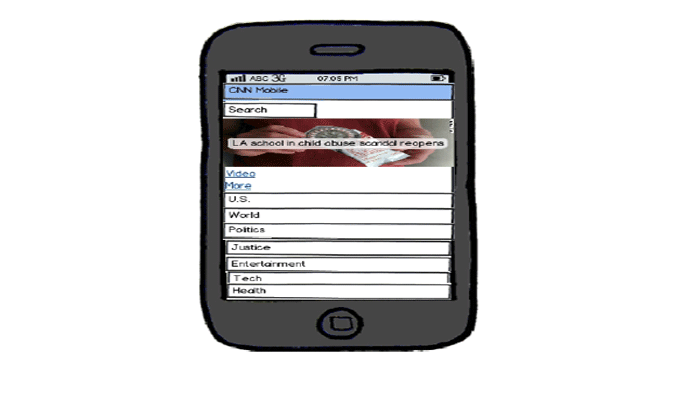 ABC 3G 07:05 PM
CNN Mobile
Search
LA school in child abuse scandal reopens
Video
More
U.S.
World
Politics
Justice
Entertainment
Tech
Health